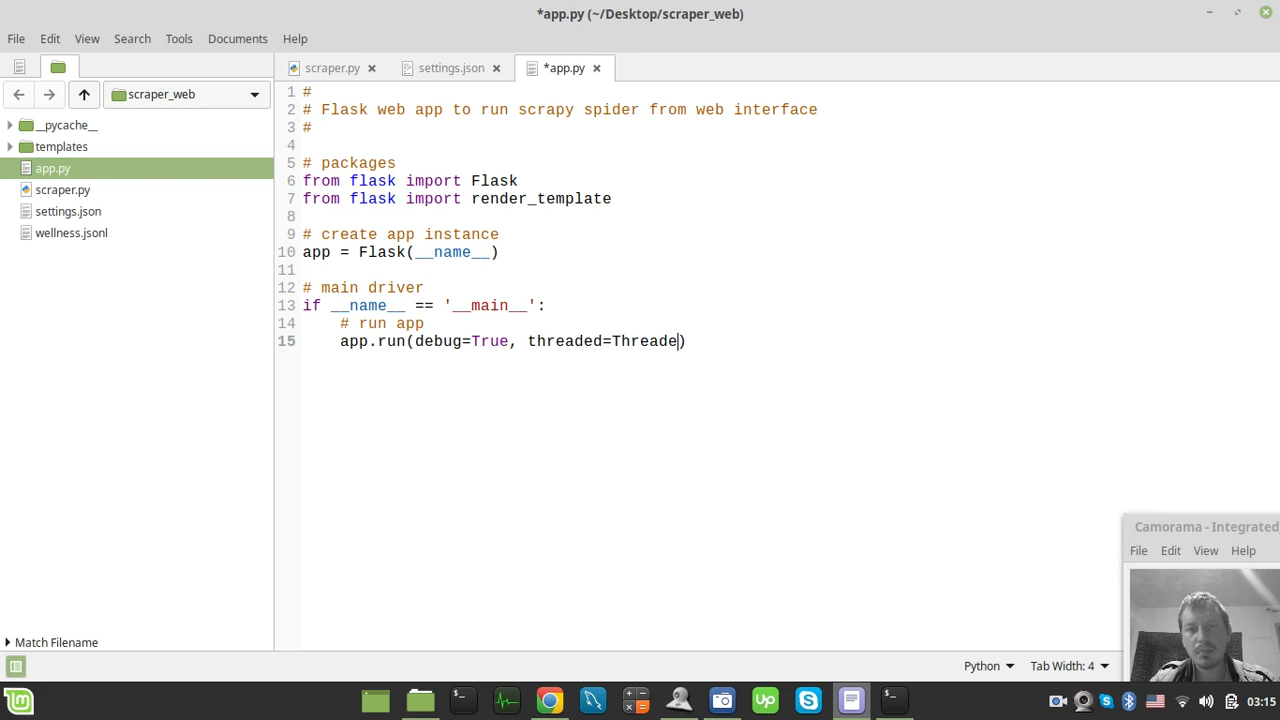 *app.py (~/Desktop/scraper_web)
File Edit View Search Tools Documents Help
scraper.py settings.json *app.py
scraper_web
__pycache__
templates
app.py
scraper.py
settings.json
wellness.jsonl
1 #
2 # Flask web app to run scrapy spider from web interface
3 #
4
5 # packages
6 from flask import Flask
7 from flask import render_template
8
9 # create app instance
10 app = Flask(__name__)
11
12 # main driver
13 if __name__ == '__main__':
14 # run app
15 app.run(debug=True, threaded=Threade)
Camorama - Integrated
File Edit View Help
Match Filename
Python Tab Width: 4
lm
>_
Up
S
>_
03:15